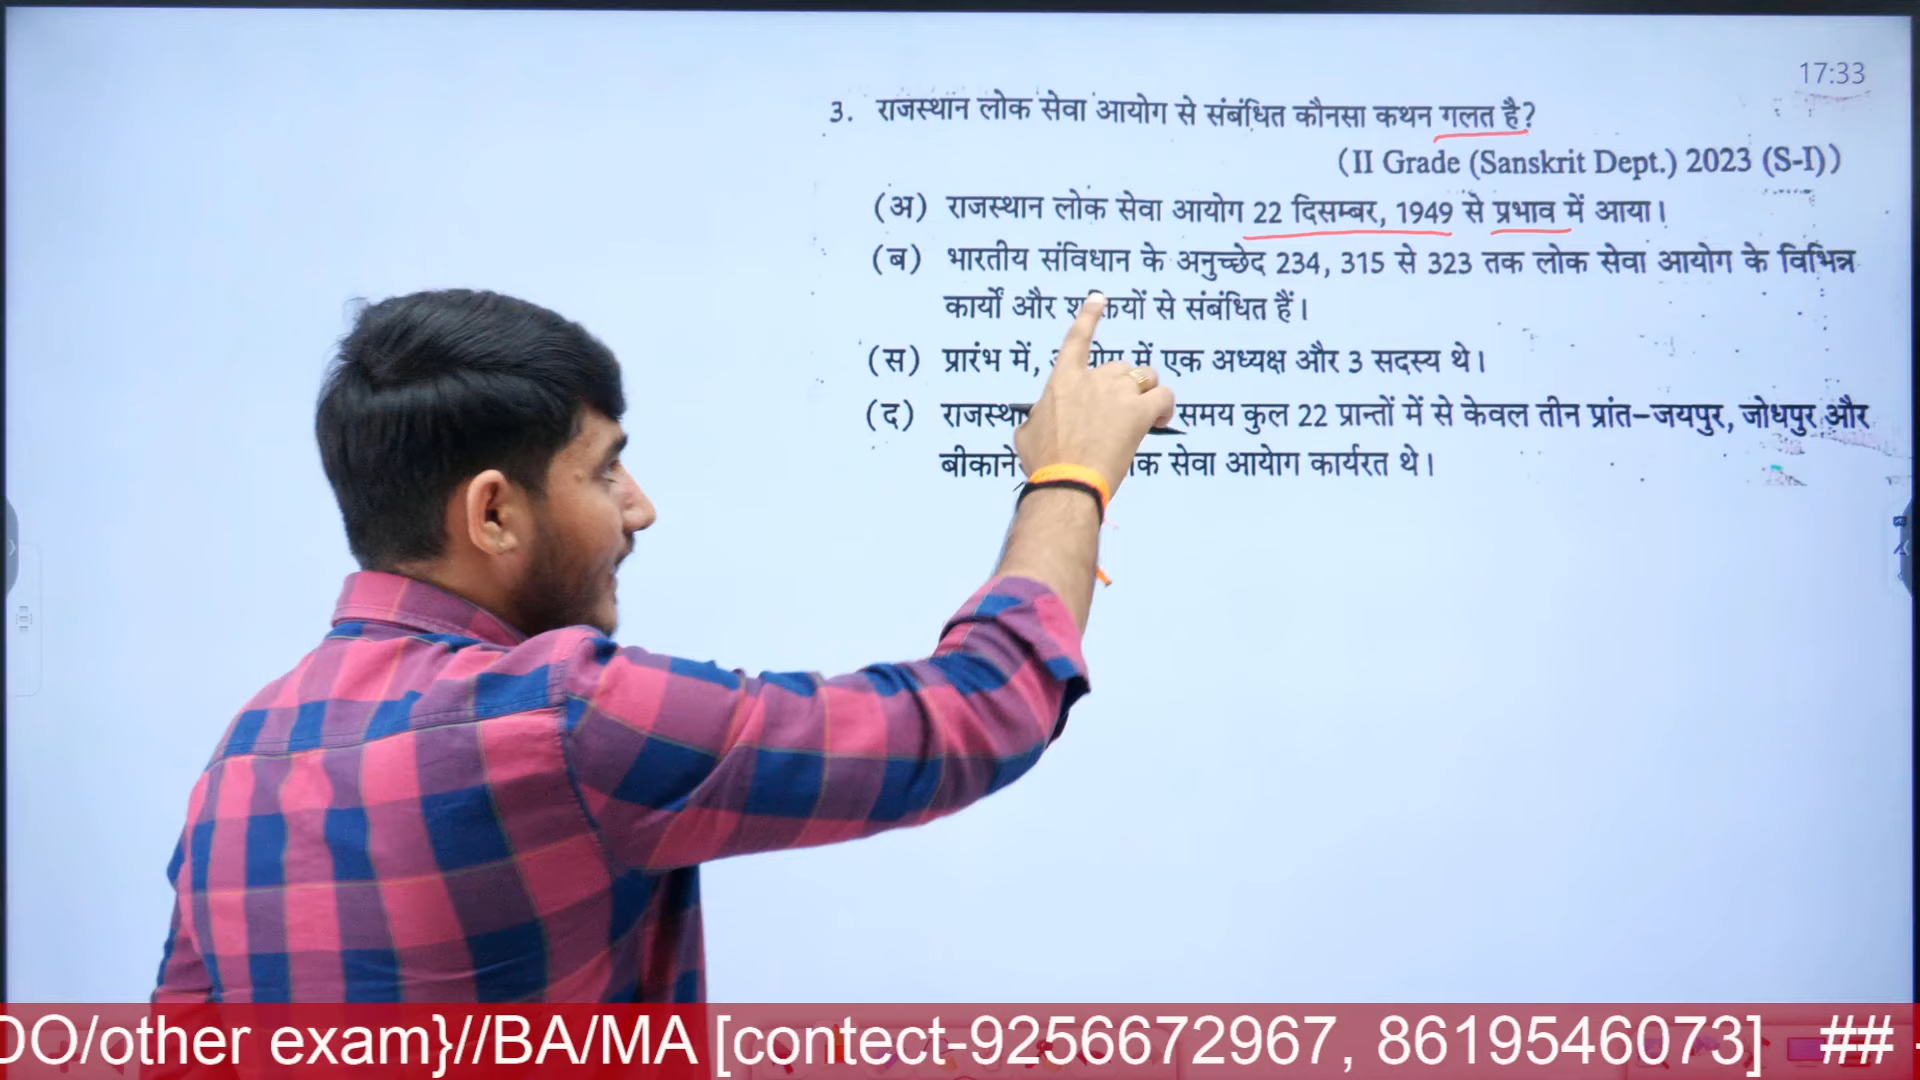 17:33
3. राजस्थान लोक सेवा आयोग से संबंधित कौनसा कथन गलत है?
(II Grade (Sanskrit Dept.) 2023 (S-I))
(अ) राजस्थान लोक सेवा आयोग 22 दिसम्बर, 1949 से प्रभाव में आया।
(ब) भारतीय संविधान के अनुच्छेद 234, 315 से 323 तक लोक सेवा आयोग के विभिन्न
कार्यों और शक्तियों से संबंधित हैं।
(स) प्रारंभ में, में एक अध्यक्ष और 3 सदस्य थे।
(द) समय कुल 22 प्रान्तों में से केवल तीन प्रांत-जयपुर, जोधपुर और
सेवा आयोग कार्यरत थे।
DO/other exam}//BA/MA [contect-9256672967, 8619546073] ## -